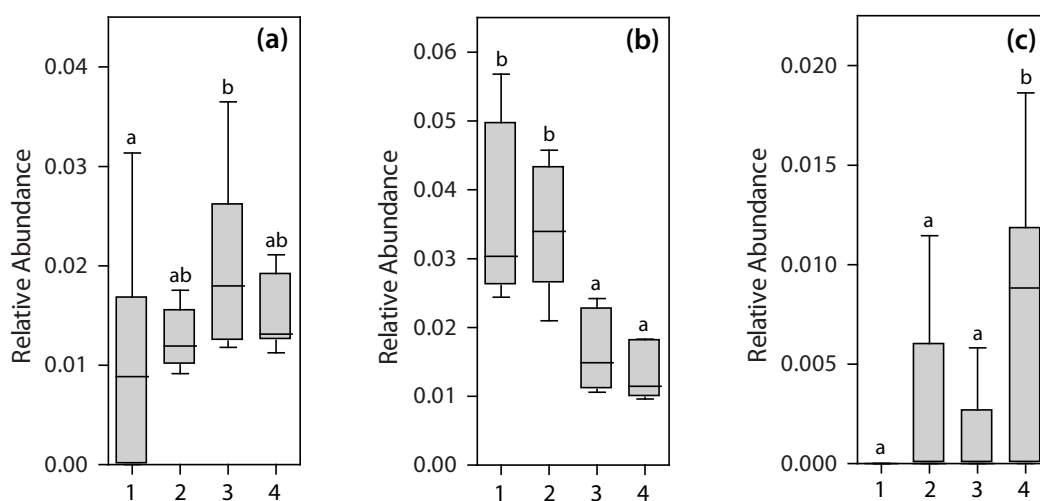 (a)
Relative Abundance
0.04
0.03
0.02
0.01
0.00
a
ab
b
ab
1 2 3 4
(b)
Relative Abundance
0.06
0.05
0.04
0.03
0.02
0.01
0.00
b
b
a
a
1 2 3 4
(c)
Relative Abundance
0.020
0.015
0.010
0.005
0.000
a
a
a
b
1 2 3 4